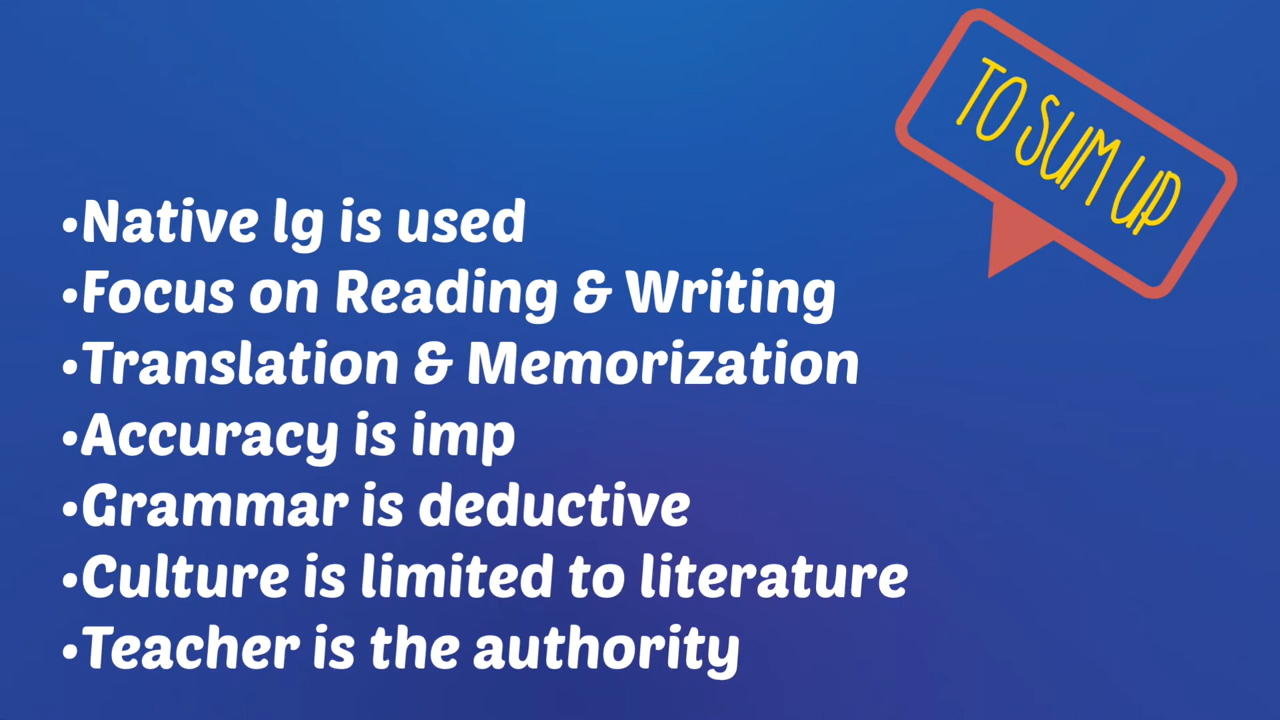 TO SUM UP
•Native lg is used
•Focus on Reading & Writing
•Translation & Memorization
•Accuracy is imp
•Grammar is deductive
•Culture is limited to literature
•Teacher is the authority